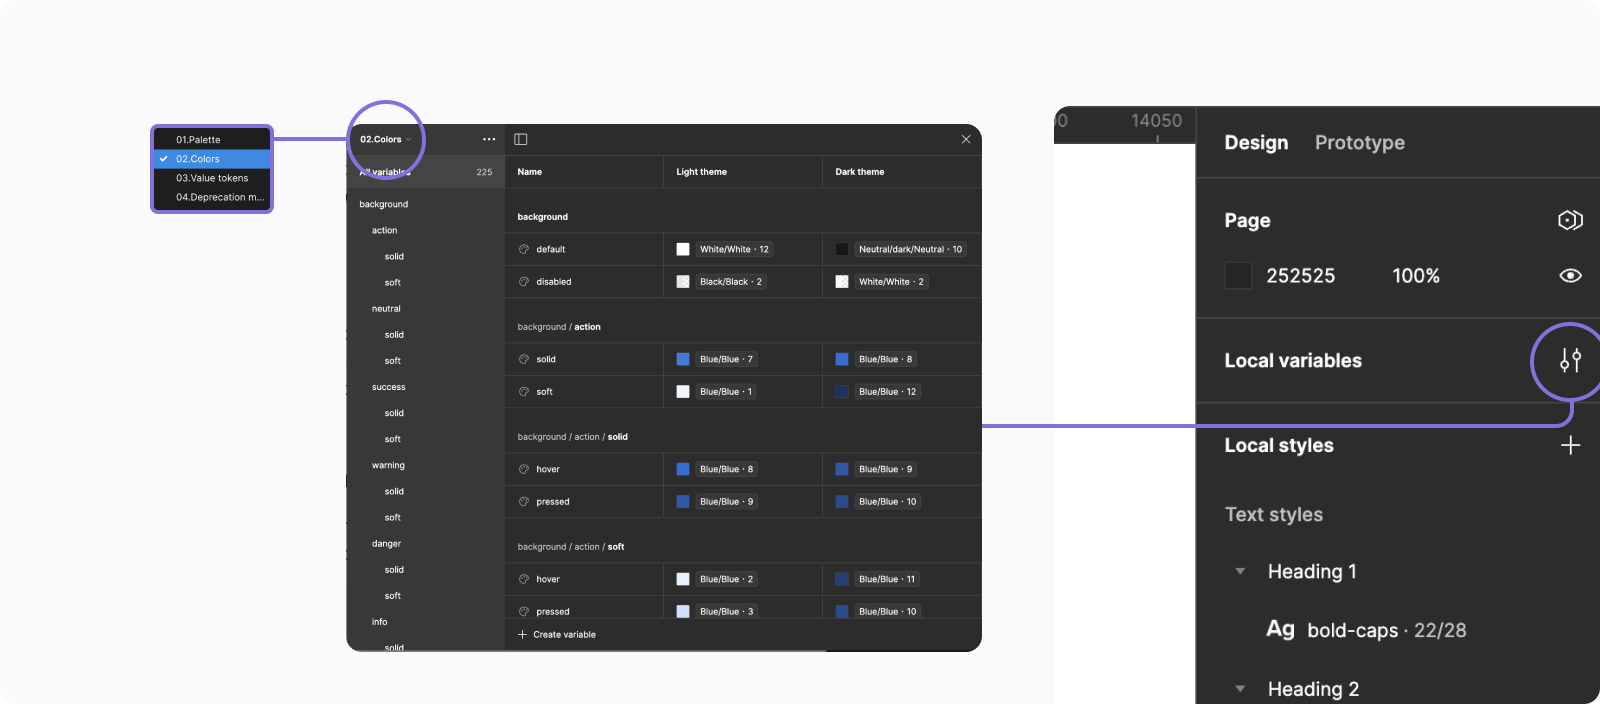 01.Palette
02.Colors
03.Value tokens
04.Deprecation m...
02.Colors
All variables 225
background
action
solid
soft
neutral
solid
soft
success
solid
soft
warning
solid
soft
danger
solid
soft
info
solid
Name Light theme Dark theme
background
default White/White · 12 Neutral/dark/Neutral · 10
disabled Black/Black · 2 White/White · 2
background / action
solid Blue/Blue · 7 Blue/Blue · 8
soft Blue/Blue · 1 Blue/Blue · 12
background / action / solid
hover Blue/Blue · 8 Blue/Blue · 9
pressed Blue/Blue · 9 Blue/Blue · 10
background / action / soft
hover Blue/Blue · 2 Blue/Blue · 11
pressed Blue/Blue · 3 Blue/Blue · 10
Create variable
14050
Design Prototype
Page
252525 100%
Local variables
Local styles
Text styles
Heading 1
Ag bold-caps · 22/28
Heading 2